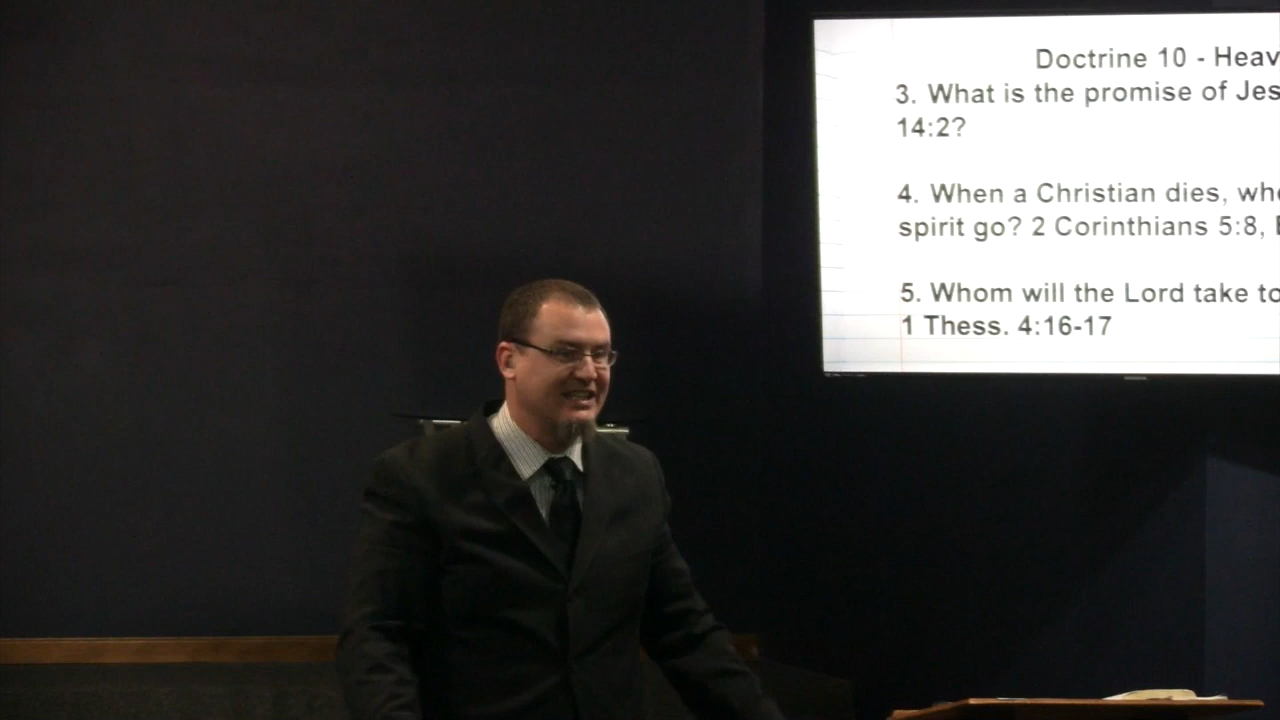 Doctrine 10 - Heav
3. What is the promise of Jes
14:2?
4. When a Christian dies, whe
spirit go? 2 Corinthians 5:8,
5. Whom will the Lord take to
1 Thess. 4:16-17